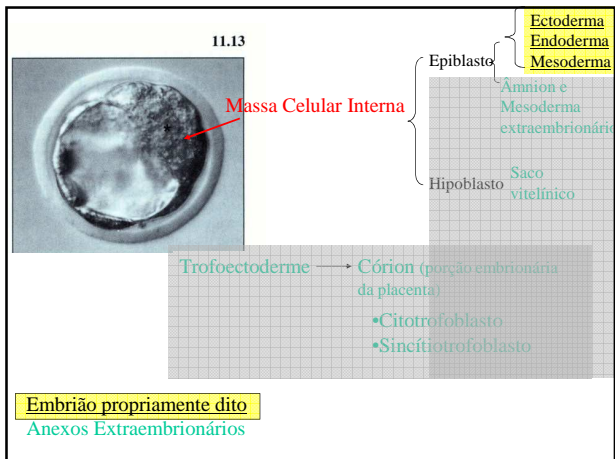 11.13
Massa Celular Interna
*
Epiblasto
Ectoderma
Endoderma
Mesoderma
Âmnion e
Mesoderma
extraembrionário
Hipoblasto
Saco
vitelínico
Trofoectoderme
Córion (porção embrionária
da placenta)
•Citotrofoblasto
•Sincítiotrofoblasto
Embrião propriamente dito
Anexos Extraembrionários